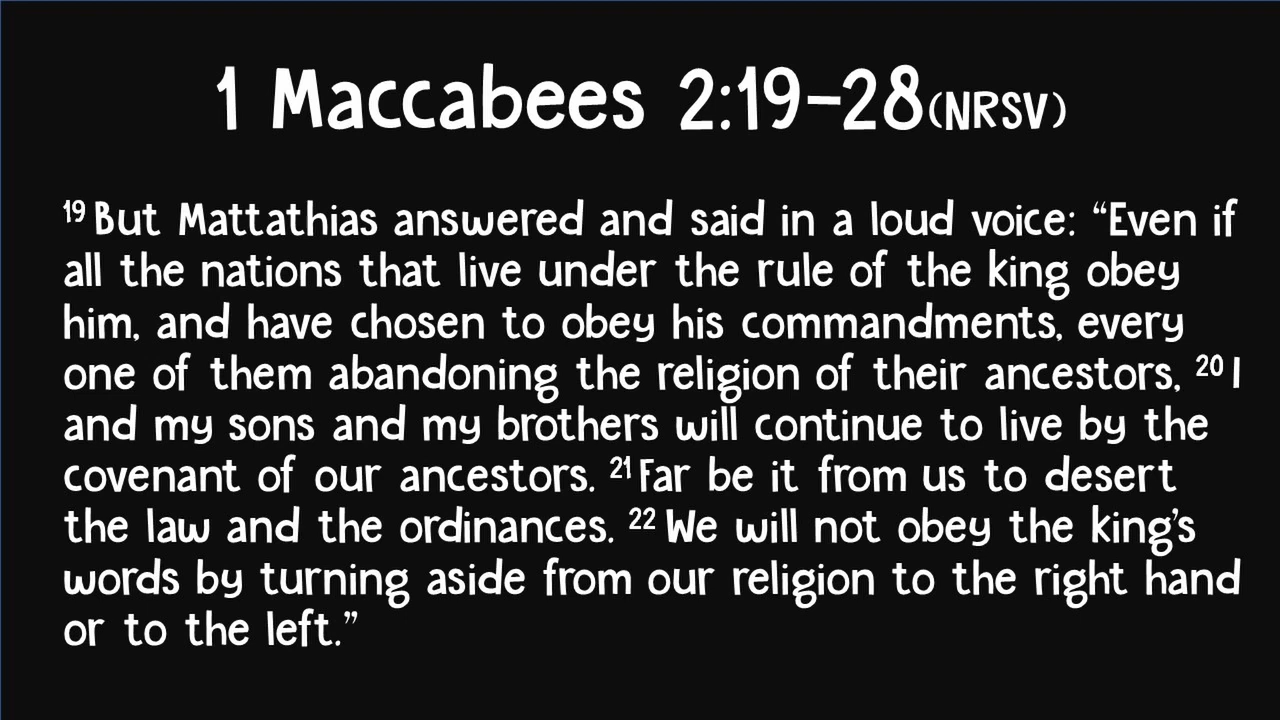 1 Maccabees 2:19–28(NRSV)
19 But Mattathias answered and said in a loud voice: “Even if
all the nations that live under the rule of the king obey
him, and have chosen to obey his commandments, every
one of them abandoning the religion of their ancestors, 20 I
and my sons and my brothers will continue to live by the
covenant of our ancestors. 21 Far be it from us to desert
the law and the ordinances. 22 We will not obey the king’s
words by turning aside from our religion to the right hand
or to the left.”